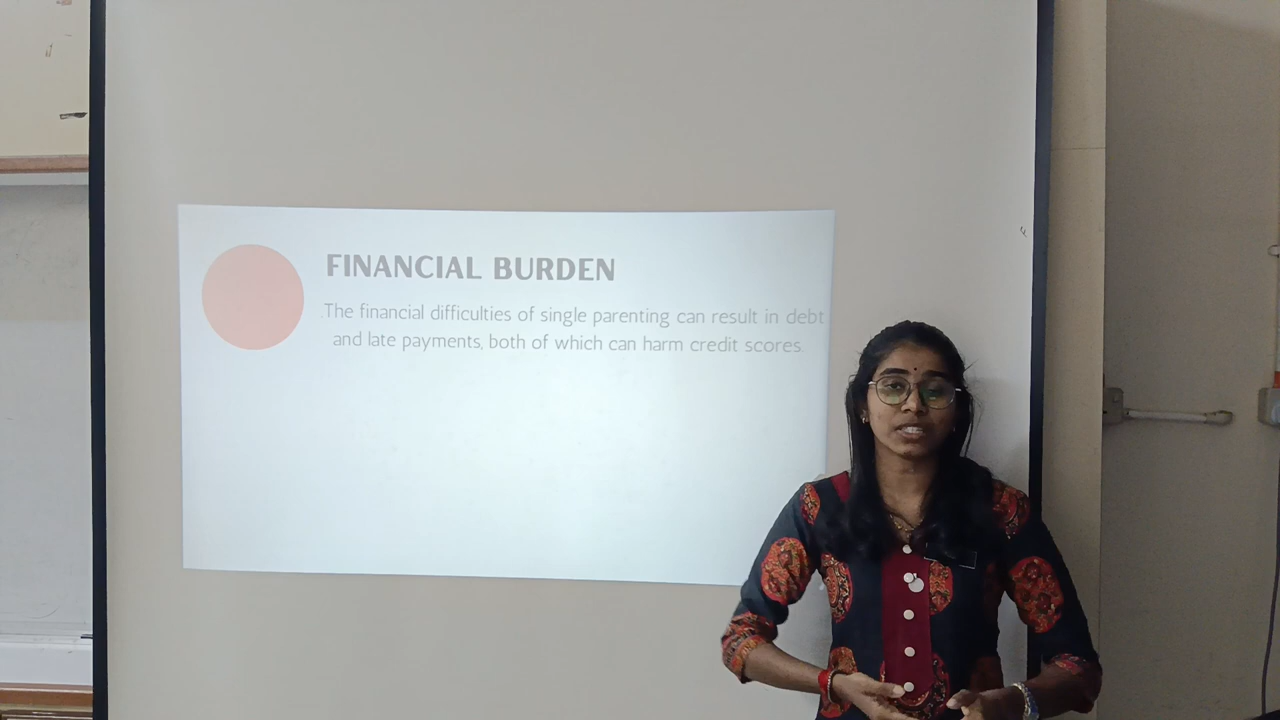 FINANCIAL BURDEN
The financial difficulties of single parenting can result in debt
and late payments, both of which can harm credit scores.